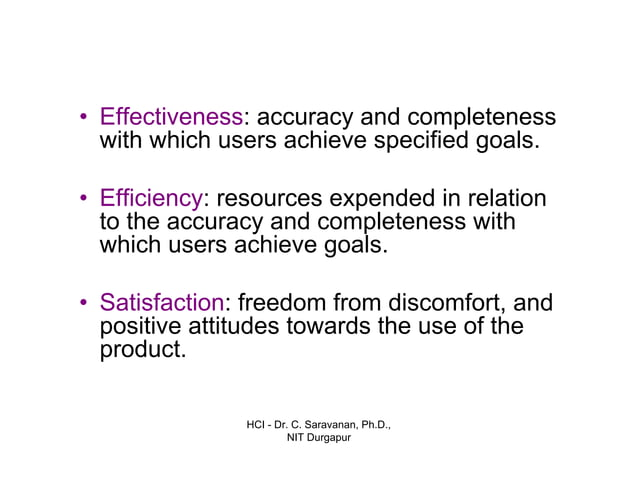 • Effectiveness: accuracy and completeness
with which users achieve specified goals.
• Efficiency: resources expended in relation
to the accuracy and completeness with
which users achieve goals.
• Satisfaction: freedom from discomfort, and
positive attitudes towards the use of the
product.
HCI - Dr. C. Saravanan, Ph.D.,
NIT Durgapur